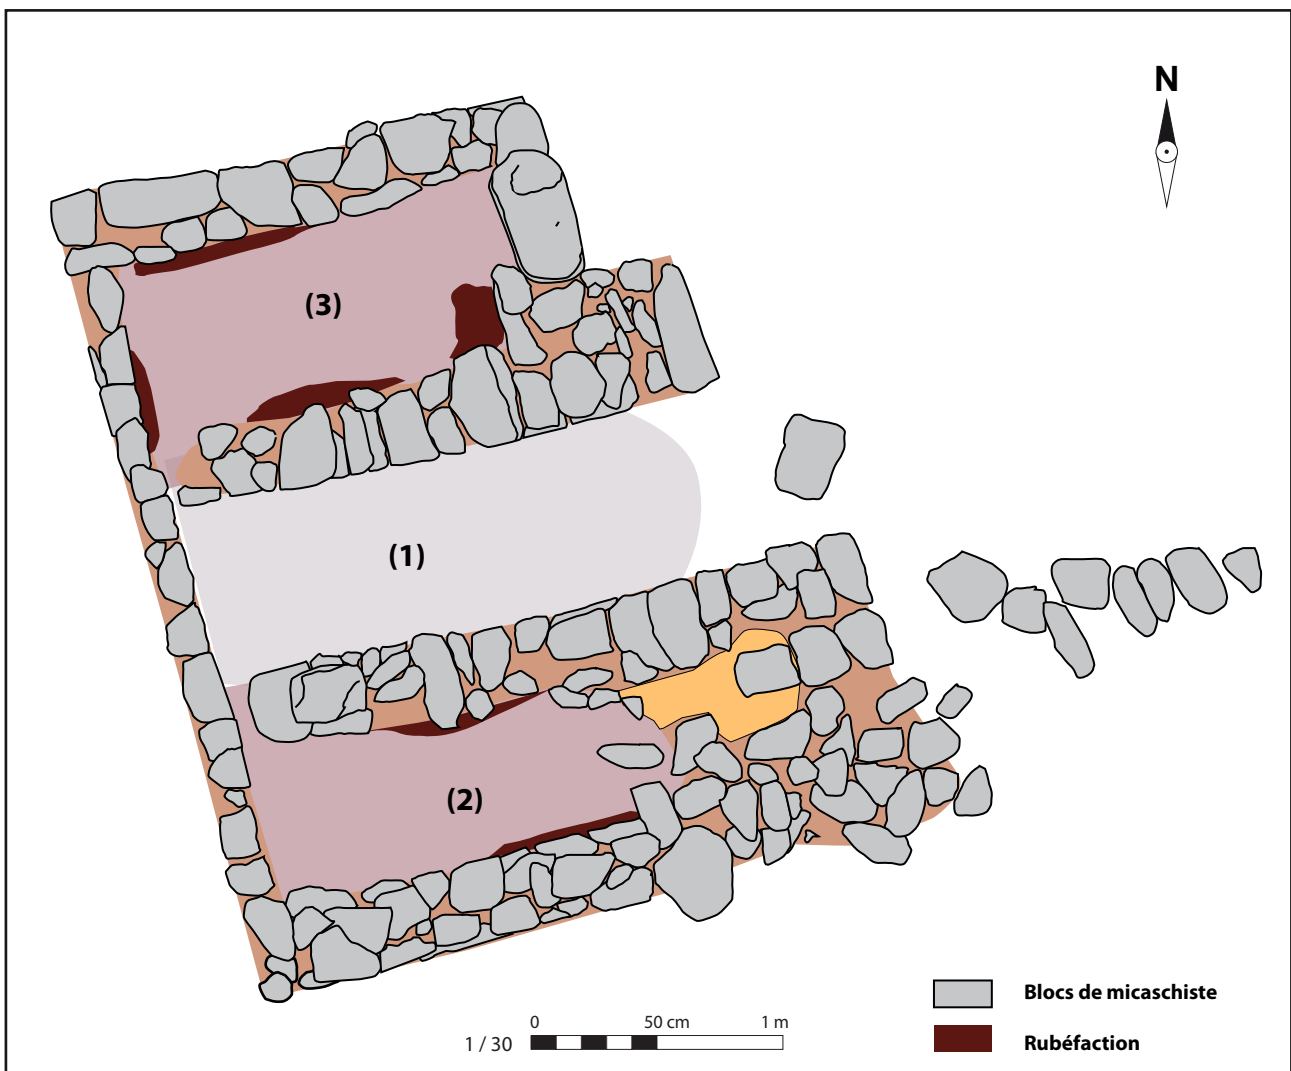 N
(3)
(1)
(2)
0 50 cm 1 m
1 / 30
Blocs de micaschiste
Rubéfaction